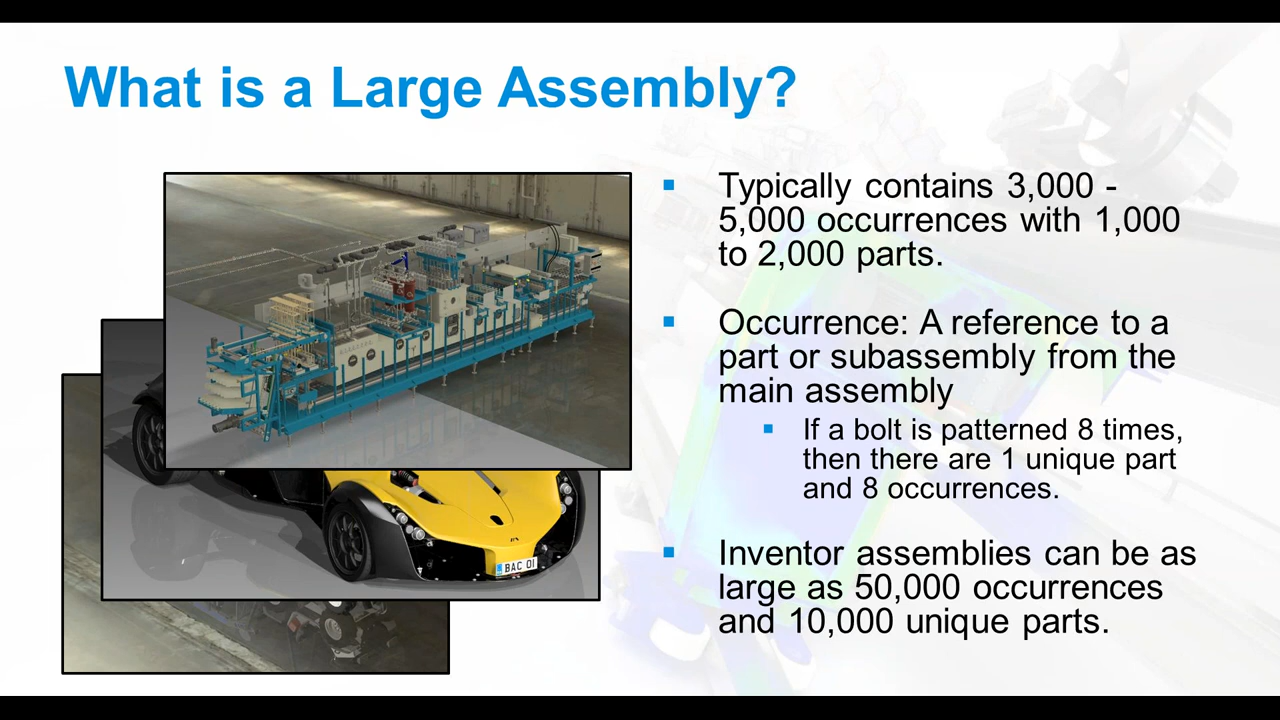 What is a Large Assembly?
▪ Typically contains 3,000 -
5,000 occurrences with 1,000
to 2,000 parts.
▪ Occurrence: A reference to a
part or subassembly from the
main assembly
▪ If a bolt is patterned 8 times,
then there are 1 unique part
and 8 occurrences.
▪ Inventor assemblies can be as
large as 50,000 occurrences
and 10,000 unique parts.
BAC 01